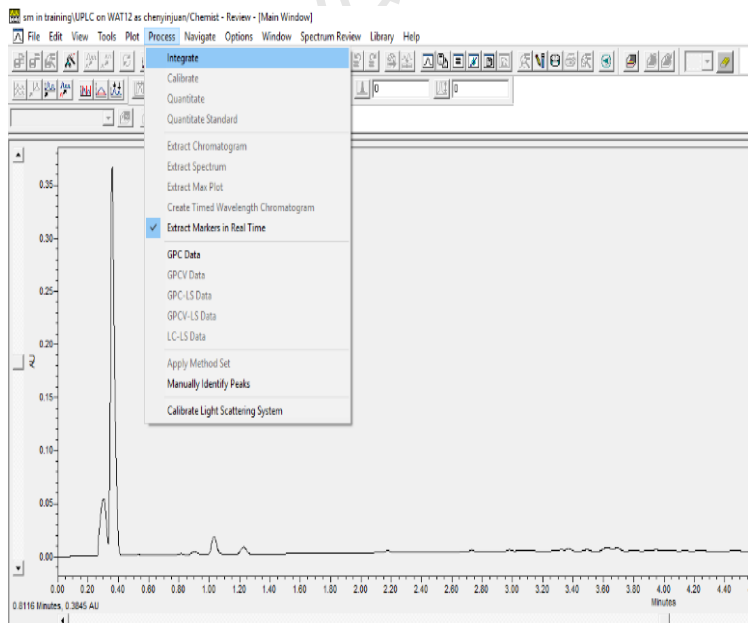 sm in training\UPLC on WAT12 as chenyinjuan/Chemist - Review - [Main Window]
File Edit View Tools Plot Process Navigate Options Window Spectrum Review Library Help
Integrate
Calibrate
Quantitate
Quantitate Standard
Extract Chromatogram
Extract Spectrum
Extract Max Plot
Create Timed Wavelength Chromatogram
Extract Markers in Real Time
GPC Data
GPCV Data
GPC-LS Data
GPCV-LS Data
LC-LS Data
Apply Method Set
Manually Identify Peaks
Calibrate Light Scattering System
0
0
0.35
0.30
0.25
0.20
AU
0.15
0.10
0.05
0.00
0.00 0.20 0.40 0.60 0.80 1.00 1.20 1.40 1.60 1.80 2.00 2.20 2.40 2.60 2.80 3.00 3.20 3.40 3.60 3.80 4.00 4.20 4.40
Minutes
0.8116 Minutes, 0.3845 AU